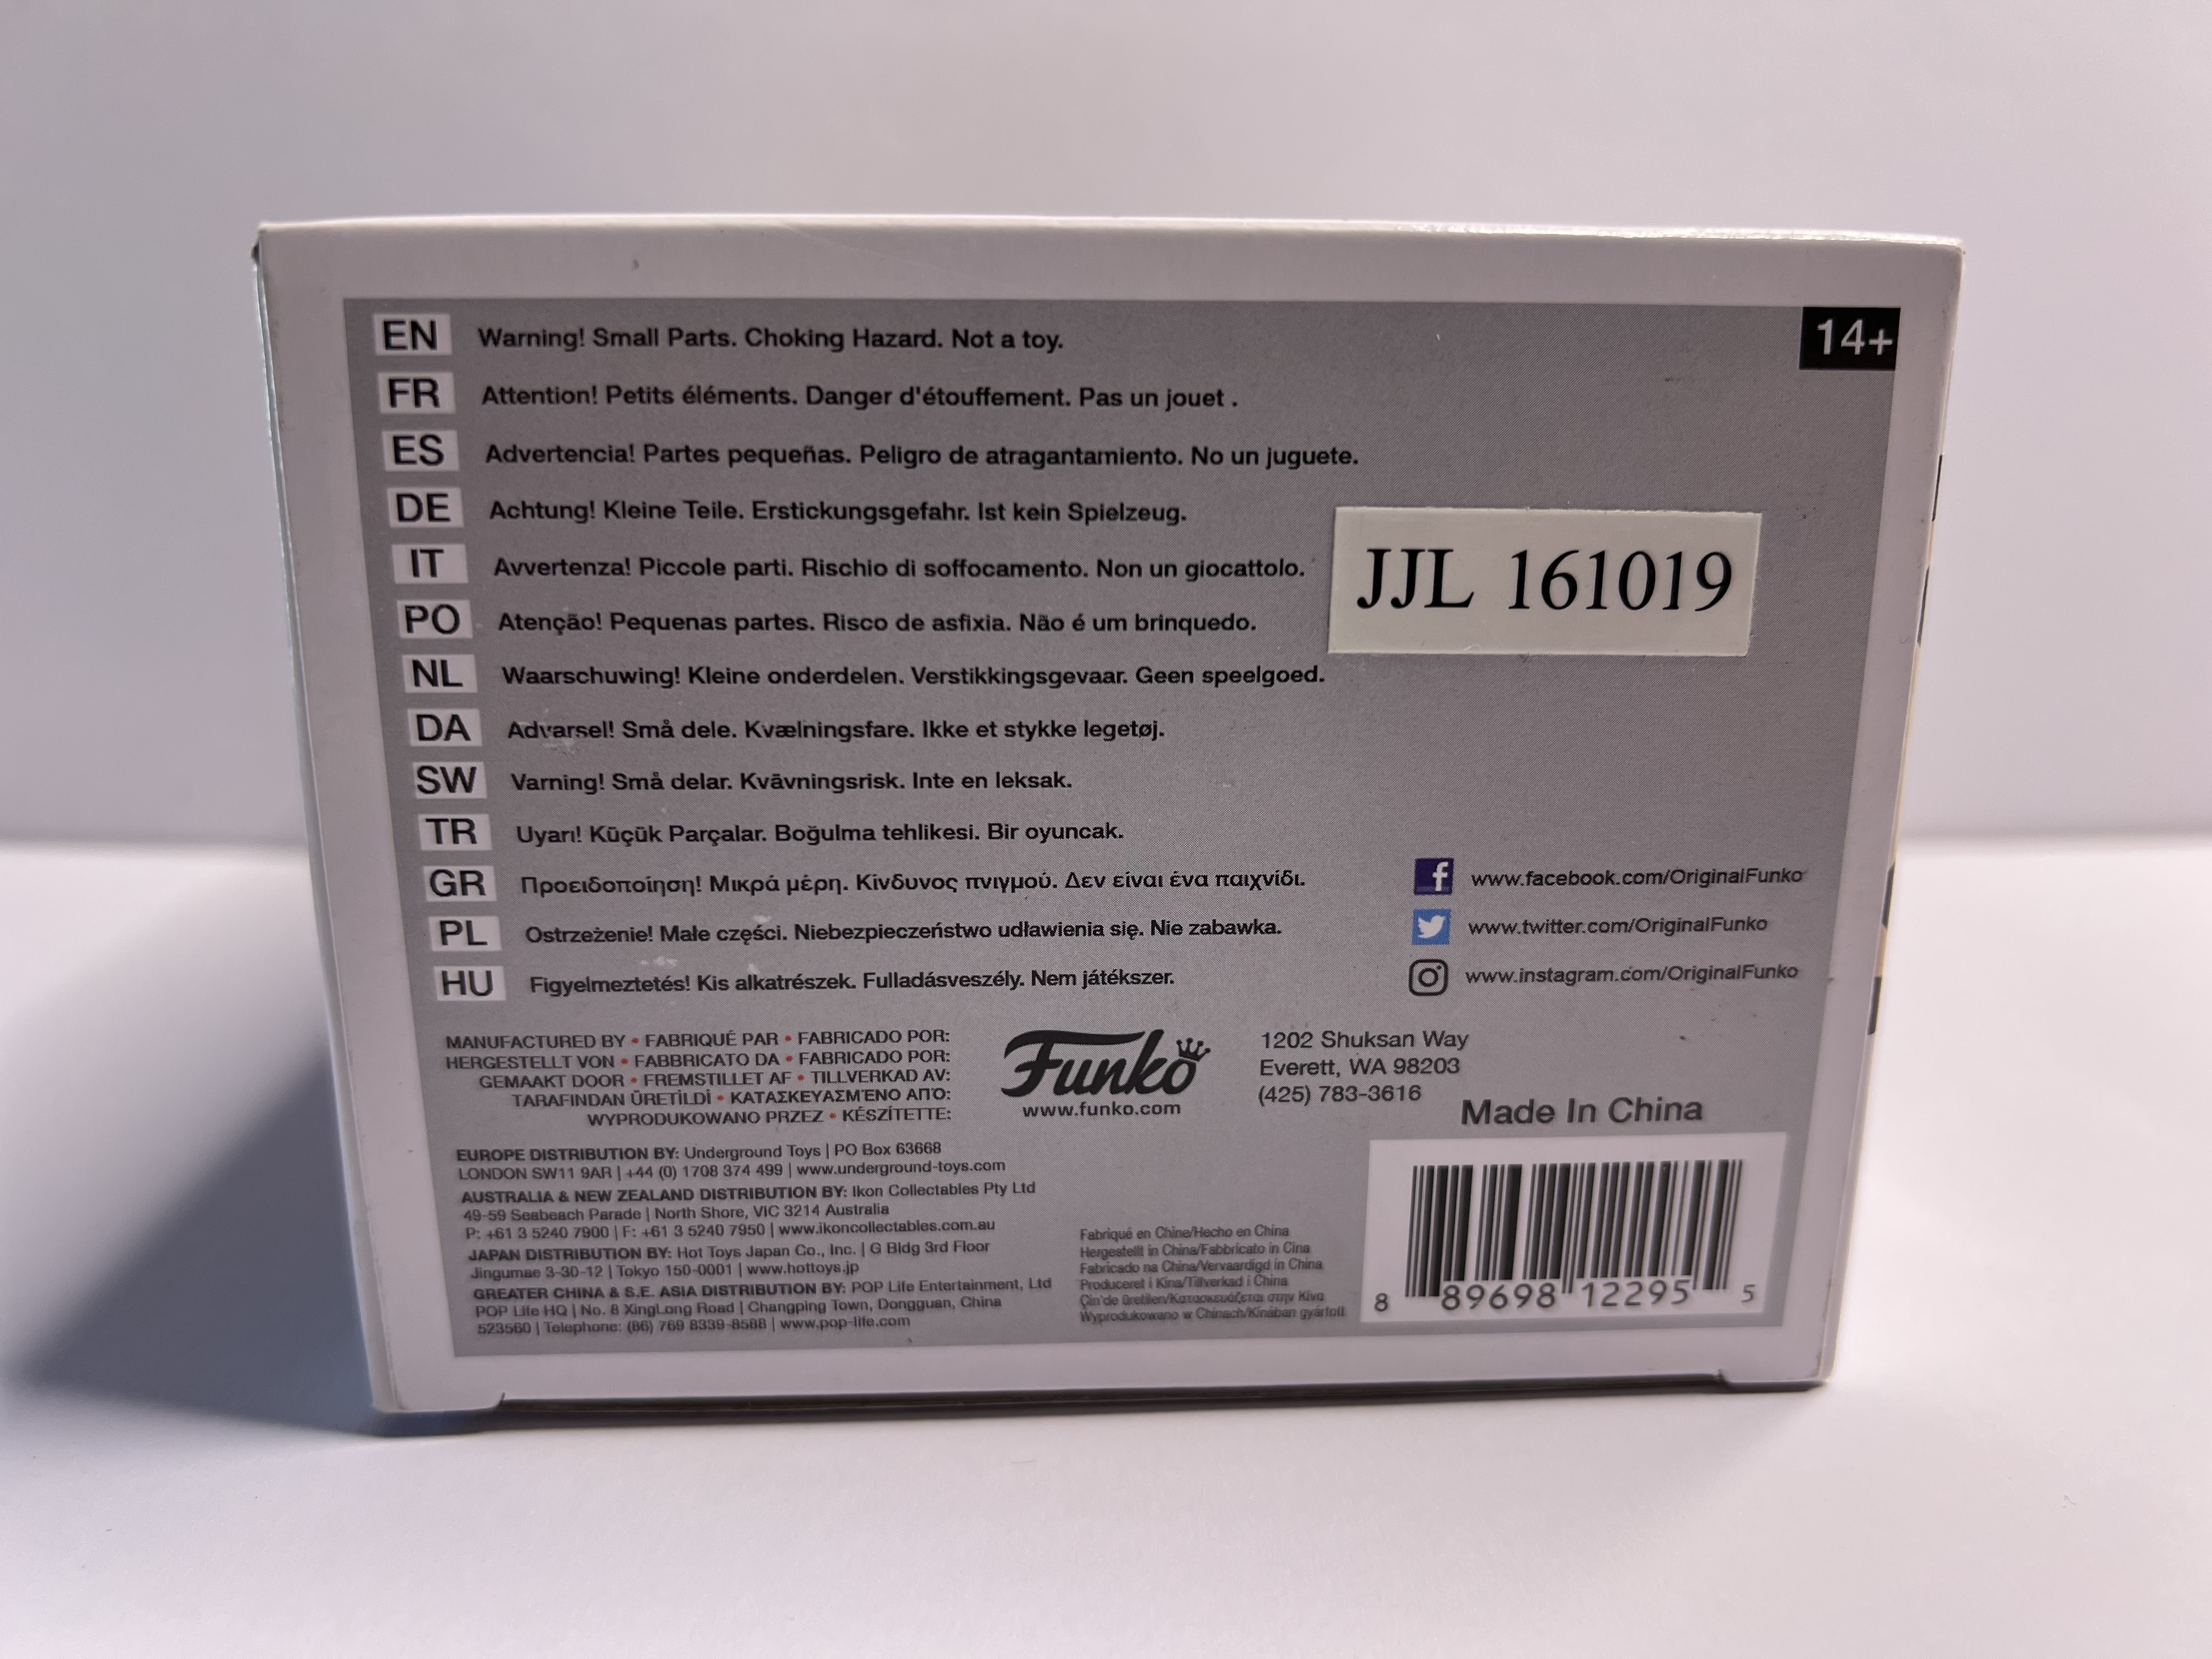 EN Warning! Small Parts. Choking Hazard. Not a toy.
14+
FR Attention! Petits éléments. Danger d'étouffement. Pas un jouet .
ES Advertencia! Partes pequeñas. Peligro de atragantamiento. No un juguete.
DE Achtung! Kleine Teile. Erstickungsgefahr. Ist kein Spielzeug.
IT Avvertenza! Piccole parti. Rischio di soffocamento. Non un giocattolo.
JJL 161019
PO Atenção! Pequenas partes. Risco de asfixia. Não é um brinquedo.
NL Waarschuwing! Kleine onderdelen. Verstikkingsgevaar. Geen speelgoed.
DA Advarsel! Små dele. Kvælningsfare. Ikke et stykke legetøj.
SW Varning! Små delar. Kvävningsrisk. Inte en leksak.
TR Uyarı! Küçük Parçalar. Boğulma tehlikesi. Bir oyuncak.
GR Προειδοποίηση! Μικρά μέρη. Κίνδυνος πνιγμού. Δεν είναι ένα παιχνίδι.
PL Ostrzeżenie! Małe części. Niebezpieczeństwo udławienia się. Nie zabawka.
HU Figyelmeztetés! Kis alkatrészek. Fulladásveszély. Nem játékszer.
www.facebook.com/OriginalFunko
www.twitter.com/OriginalFunko
www.instagram.com/OriginalFunko
MANUFACTURED BY • FABRIQUÉ PAR • FABRICADO POR:
HERGESTELLT VON • FABBRICATO DA • FABRICADO POR:
GEMAAKT DOOR • FREMSTILLET AF • TILLVERKAD AV:
TARAFINDAN ÜRETİLDİ • ΚΑΤΑΣΚΕΥΑΣΜΈΝΟ ΑΠΌ:
WYPRODUKOWANO PRZEZ • KÉSZÍTETTE:
Funko
www.funko.com
1202 Shuksan Way
Everett, WA 98203
(425) 783-3616
Made In China
EUROPE DISTRIBUTION BY: Underground Toys | PO Box 63668
LONDON SW11 9AR | +44 (0) 1708 374 499 | www.underground-toys.com
AUSTRALIA & NEW ZEALAND DISTRIBUTION BY: Ikon Collectables Pty Ltd
49-59 Seabeach Parade | North Shore, VIC 3214 Australia
P: +61 3 5240 7900 | F: +61 3 5240 7950 | www.ikoncollectables.com.au
JAPAN DISTRIBUTION BY: Hot Toys Japan Co., Inc. | G Bldg 3rd Floor
Jingumae 3-30-12 | Tokyo 150-0001 | www.hottoys.jp
GREATER CHINA & S.E. ASIA DISTRIBUTION BY: POP Life Entertainment, Ltd
POP Life HQ | No. 8 XingLong Road | Changping Town, Dongguan, China
523560 | Telephone: (86) 769 8339-8588 | www.pop-life.com
Fabriqué en Chine/Hecho en China
Hergestellt in China/Fabbricato in Cina
Fabricado na China/Vervaardigd in China
Produceret i Kina/Tillverkad i China
Çin'de üretilen/Κατασκευάζεται στην Κίνα
Wyprodukowano w Chinach/Kínában gyártott
8 89698 12295 5